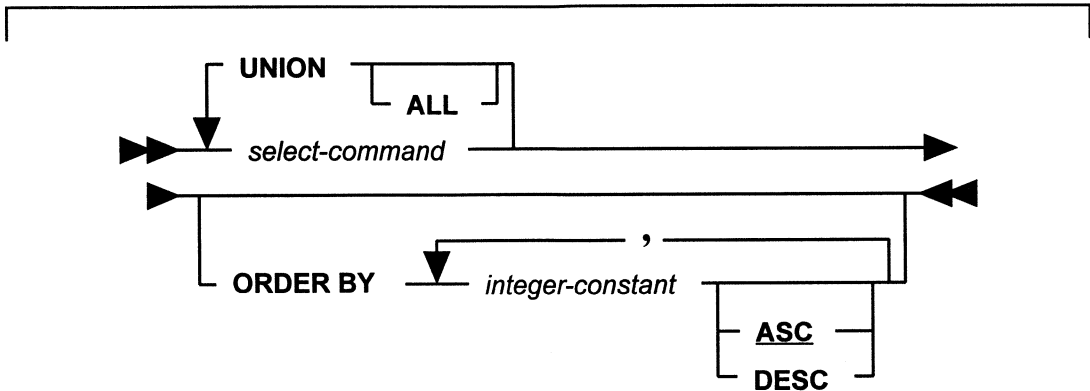 UNION
ALL
select-command
,
ORDER BY integer-constant
ASC
DESC